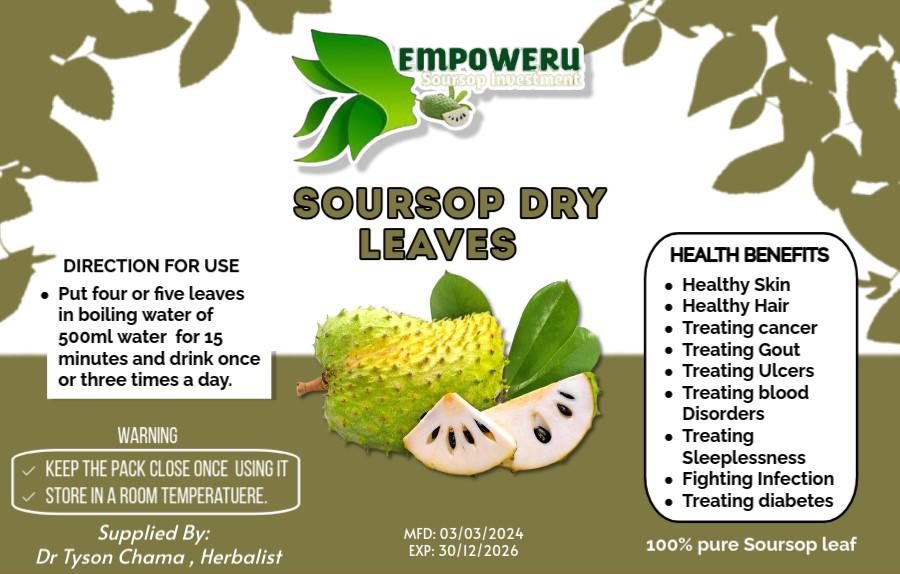 EMPOWERU
Soursop Investment
SOURSOP DRY
LEAVES
DIRECTION FOR USE
• Put four or five leaves
in boiling water of
500ml water for 15
minutes and drink once
or three times a day.
WARNING
✓ KEEP THE PACK CLOSE ONCE USING IT
✓ STORE IN A ROOM TEMPERATUERE.
Supplied By:
Dr Tyson Chama , Herbalist
MFD: 03/03/2024
EXP: 30/12/2026
HEALTH BENEFITS
• Healthy Skin
• Healthy Hair
• Treating cancer
• Treating Gout
• Treating Ulcers
• Treating blood
Disorders
• Treating
Sleeplessness
• Fighting Infection
• Treating diabetes
100% pure Soursop leaf